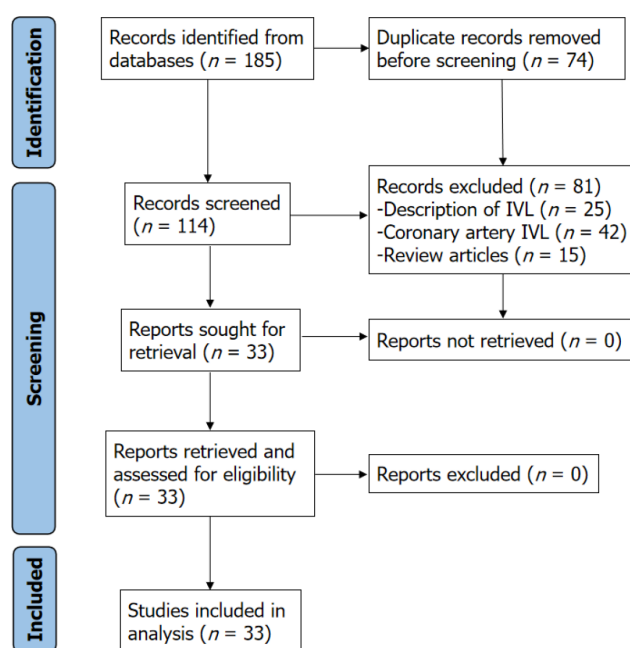 Identification
Records identified from
databases (n = 185)
Duplicate records removed
before screening (n = 74)
Screening
Records screened
(n = 114)
Records excluded (n = 81)
-Description of IVL (n = 25)
-Coronary artery IVL (n = 42)
-Review articles (n = 15)
Reports sought for
retrieval (n = 33)
Reports not retrieved (n = 0)
Reports retrieved and
assessed for eligibility
(n = 33)
Reports excluded (n = 0)
Included
Studies included in
analysis (n = 33)